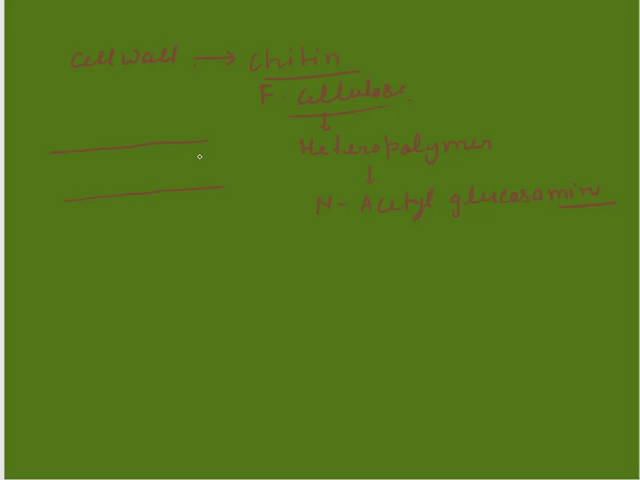 Cell Wall → Chitin
F. Cellulose
↓
Heteropolymer
↓
N- Acetyl glucosamine